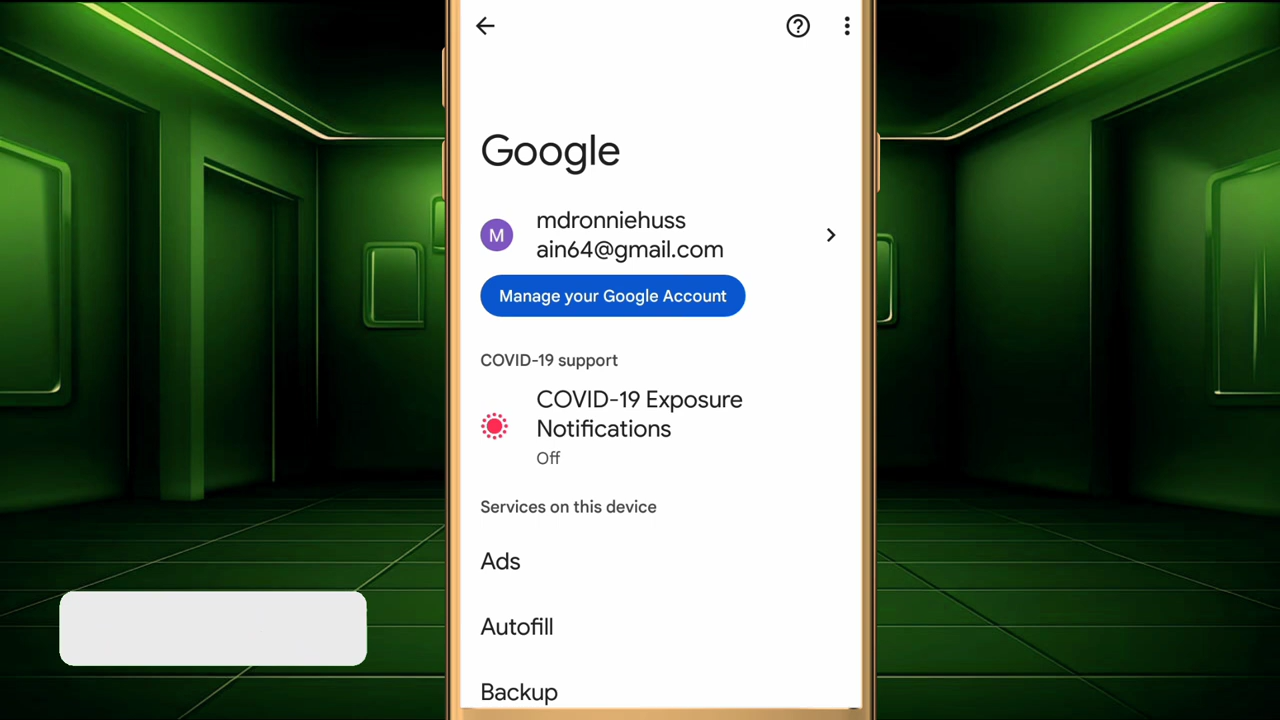 Google
M
mdronniehuss
ain64@gmail.com
Manage your Google Account
COVID-19 support
COVID-19 Exposure
Notifications
Off
Services on this device
Ads
Autofill
Backup